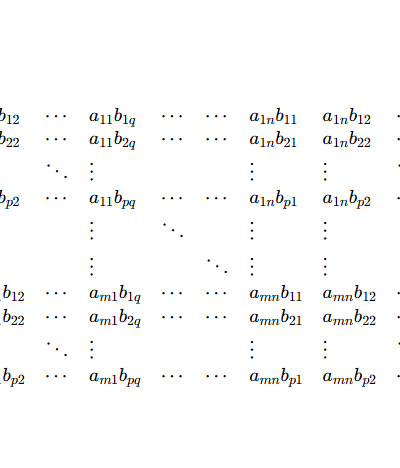 b₁₂ ⋯ a₁₁b₁q ⋯ ⋯ a₁ₙb₁₁ a₁ₙb₁₂ ⋯
b₂₂ ⋯ a₁₁b₂q ⋯ ⋯ a₁ₙb₂₁ a₁ₙb₂₂ ⋯
⋱ ⋮ ⋮ ⋮
bₚ₂ ⋯ a₁₁bₚq ⋯ ⋯ a₁ₙbₚ₁ a₁ₙbₚ₂ ⋯
⋮ ⋱ ⋮ ⋮
⋮ ⋱ ⋮ ⋮
b₁₂ ⋯ aₘ₁b₁q ⋯ ⋯ aₘₙb₁₁ aₘₙb₁₂ ⋯
b₂₂ ⋯ aₘ₁b₂q ⋯ ⋯ aₘₙb₂₁ aₘₙb₂₂ ⋯
⋱ ⋮ ⋮ ⋮
bₚ₂ ⋯ aₘ₁bₚq ⋯ ⋯ aₘₙbₚ₁ aₘₙbₚ₂ ⋯